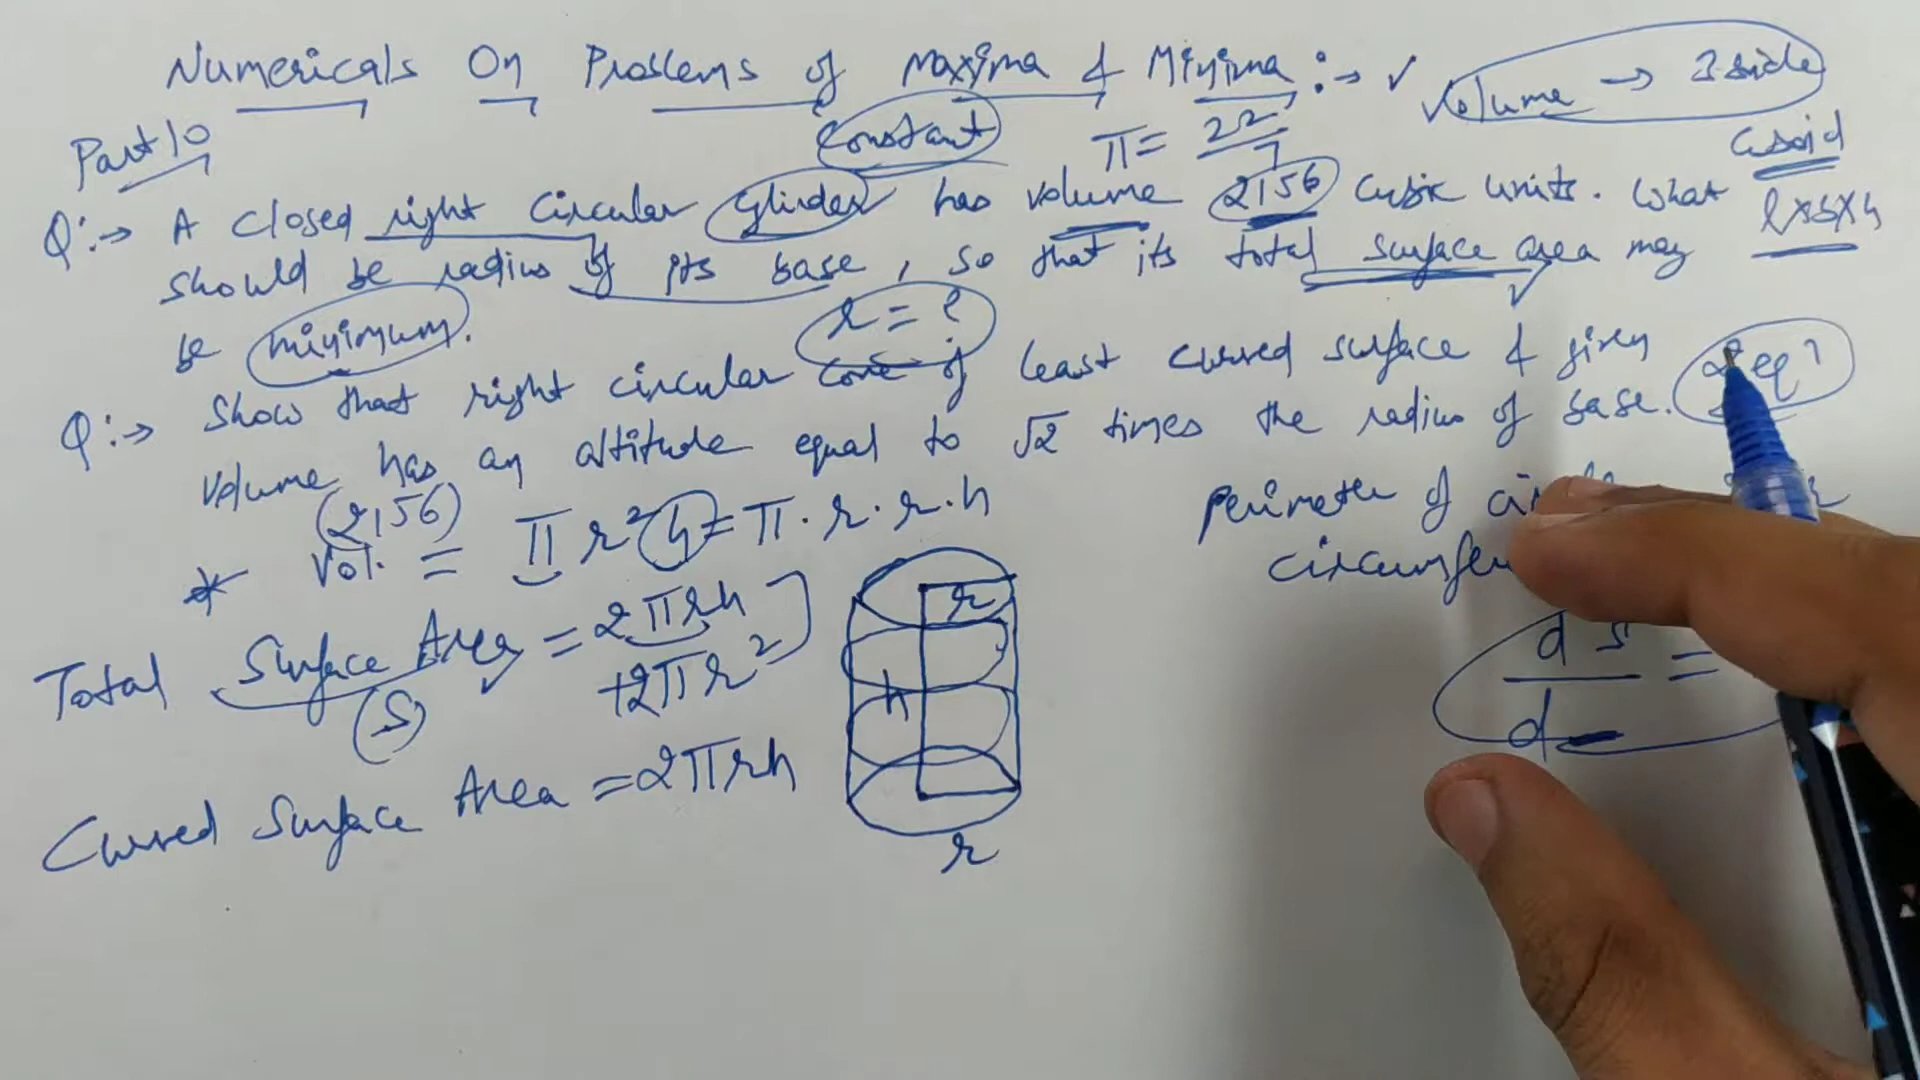 Numericals On Problems of Maxima & Minima :→ ✓
Volume → 3 side
Part 10
Constant
π = 22/7
Cuboid
l×b×h
Q:→ A closed right circular cylinder has volume 2156 cubic units. What
should be radius of its base, so that its total surface area may
be minimum.
r = ?
2 eqn
Q:→ Show that right circular cone of least curved surface & given
volume has an altitude equal to √2 times the radius of base.
(2156)
* Vol. = πr²h = π·r·r·h
Perimeter of
r
Total Surface Area = 2πrh
+2πr²
(S)
dS
d
=
h
Curved Surface Area = 2πrh
r